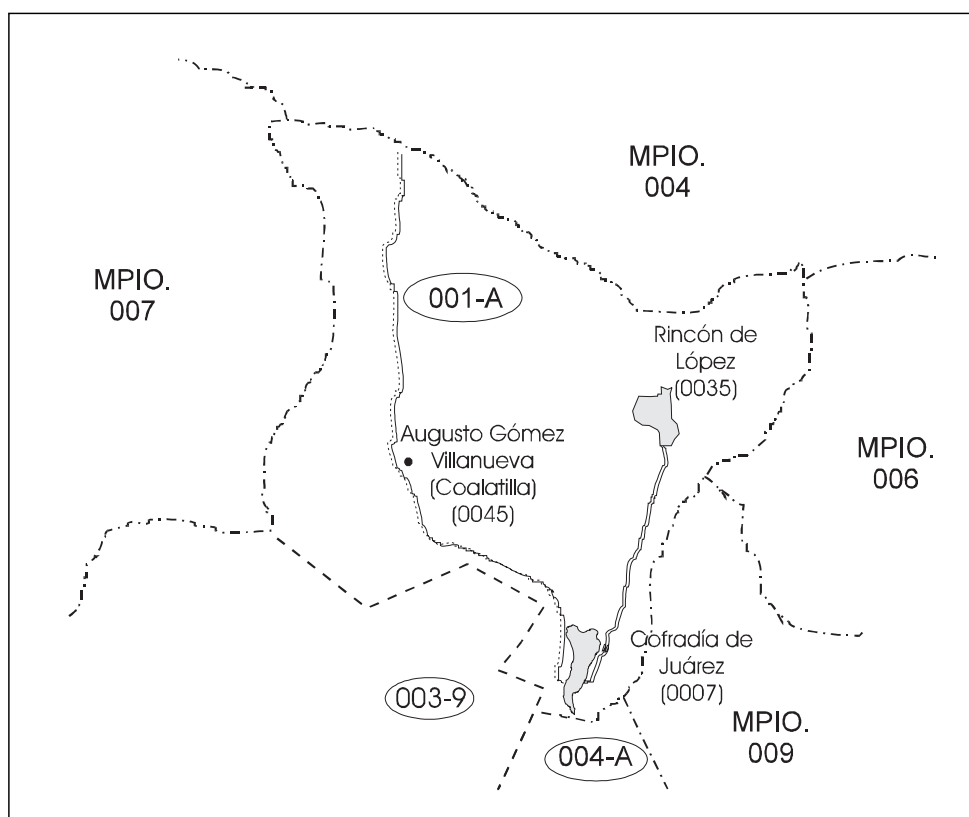 MPIO.
004
MPIO.
007
001-A
Rincón de
López
(0035)
Augusto Gómez
Villanueva
(Coalatilla)
(0045)
MPIO.
006
Cofradía de
Juárez
(0007)
003-9
MPIO.
009
004-A